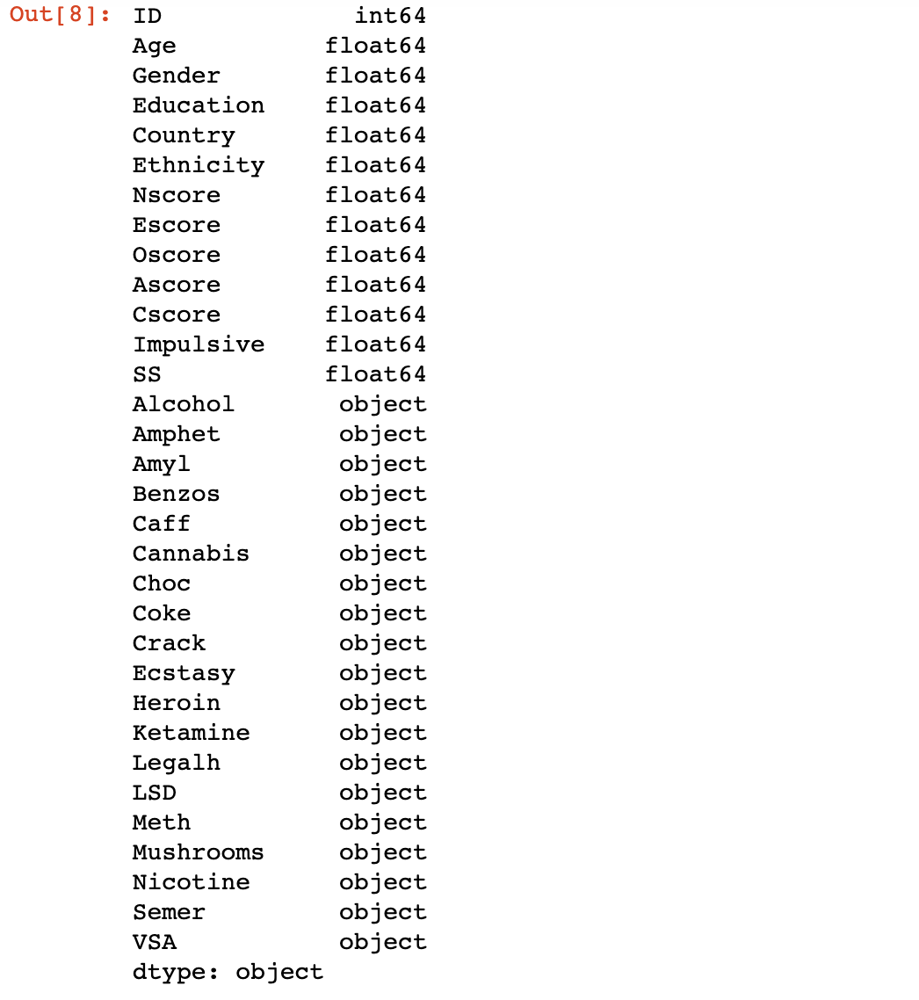 Out[8]: ID int64
Age float64
Gender float64
Education float64
Country float64
Ethnicity float64
Nscore float64
Escore float64
Oscore float64
Ascore float64
Cscore float64
Impulsive float64
SS float64
Alcohol object
Amphet object
Amyl object
Benzos object
Caff object
Cannabis object
Choc object
Coke object
Crack object
Ecstasy object
Heroin object
Ketamine object
Legalh object
LSD object
Meth object
Mushrooms object
Nicotine object
Semer object
VSA object
dtype: object